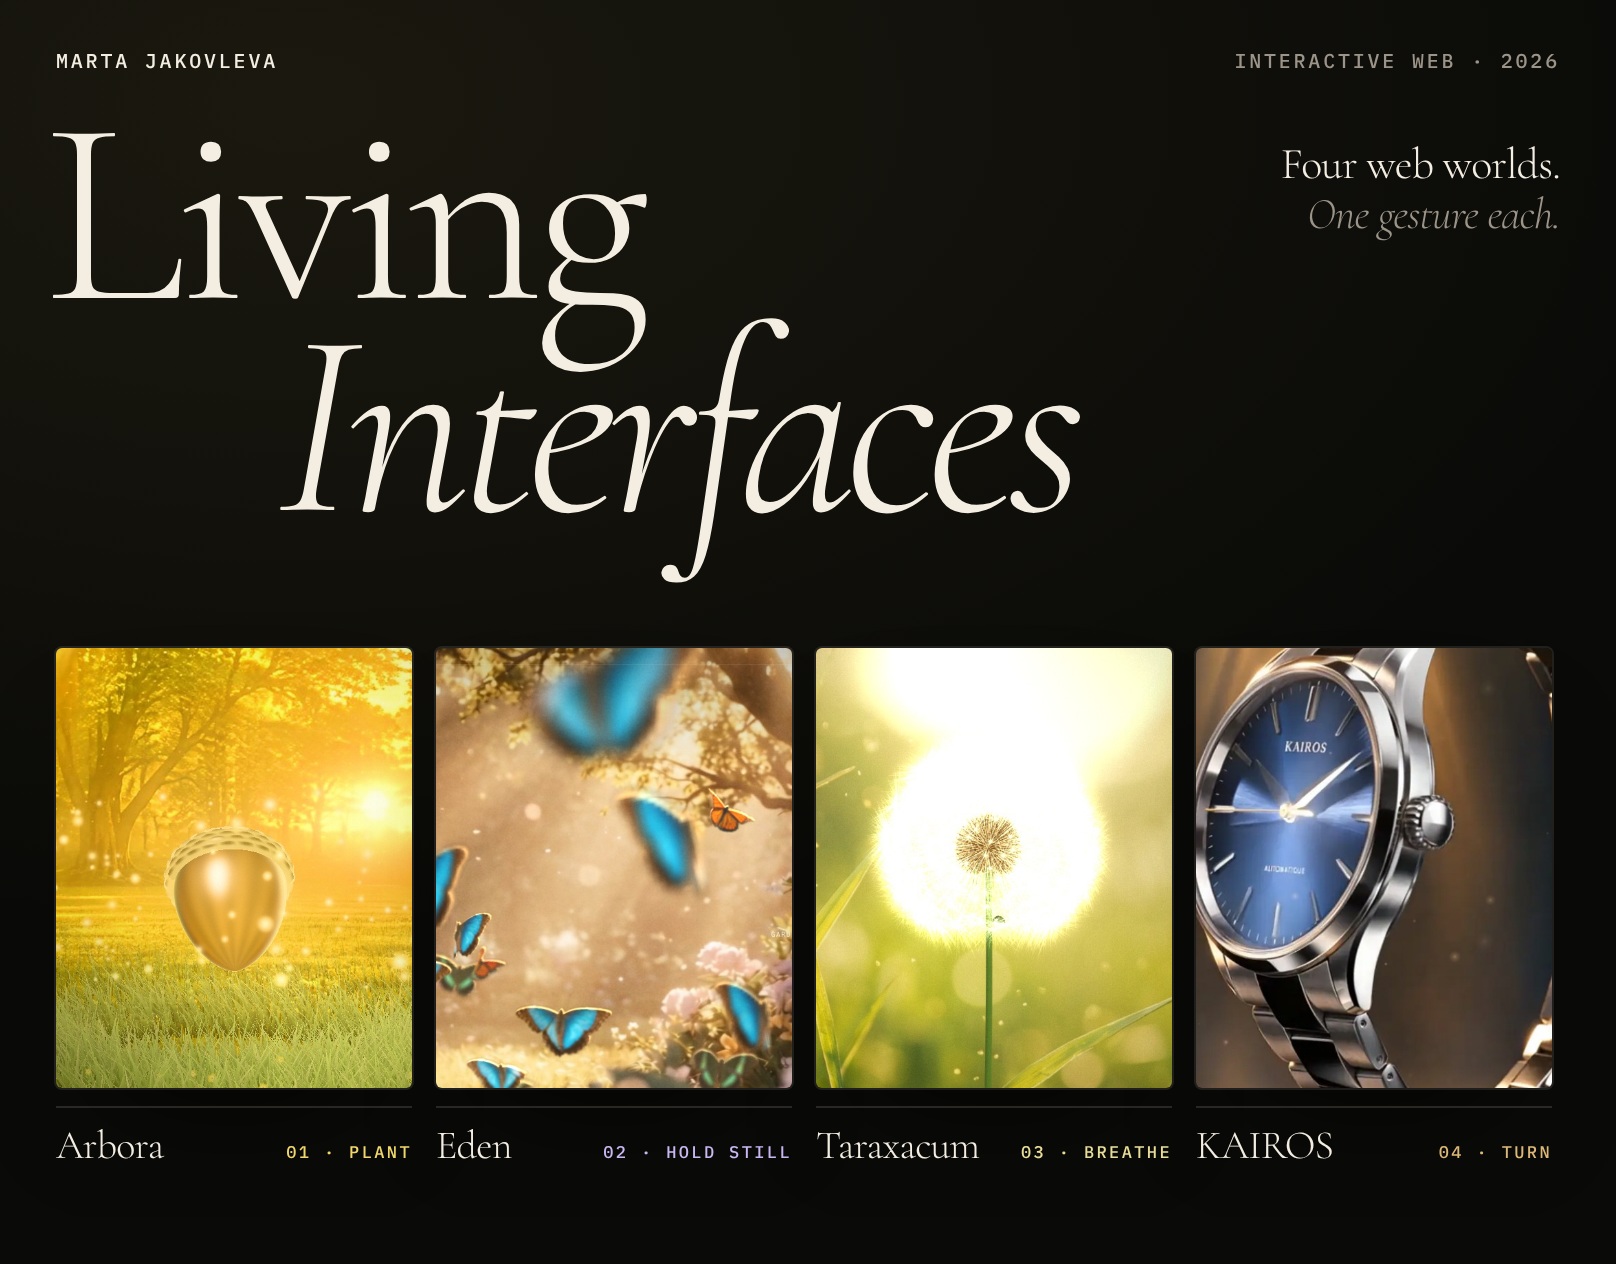 MARTA JAKOVLEVA
INTERACTIVE WEB · 2026
Living
Interfaces
Four web worlds.
One gesture each.
KAIROS
AUTOMATIQUE
Arbora
01 · PLANT
Eden
02 · HOLD STILL
Taraxacum
03 · BREATHE
KAIROS
04 · TURN